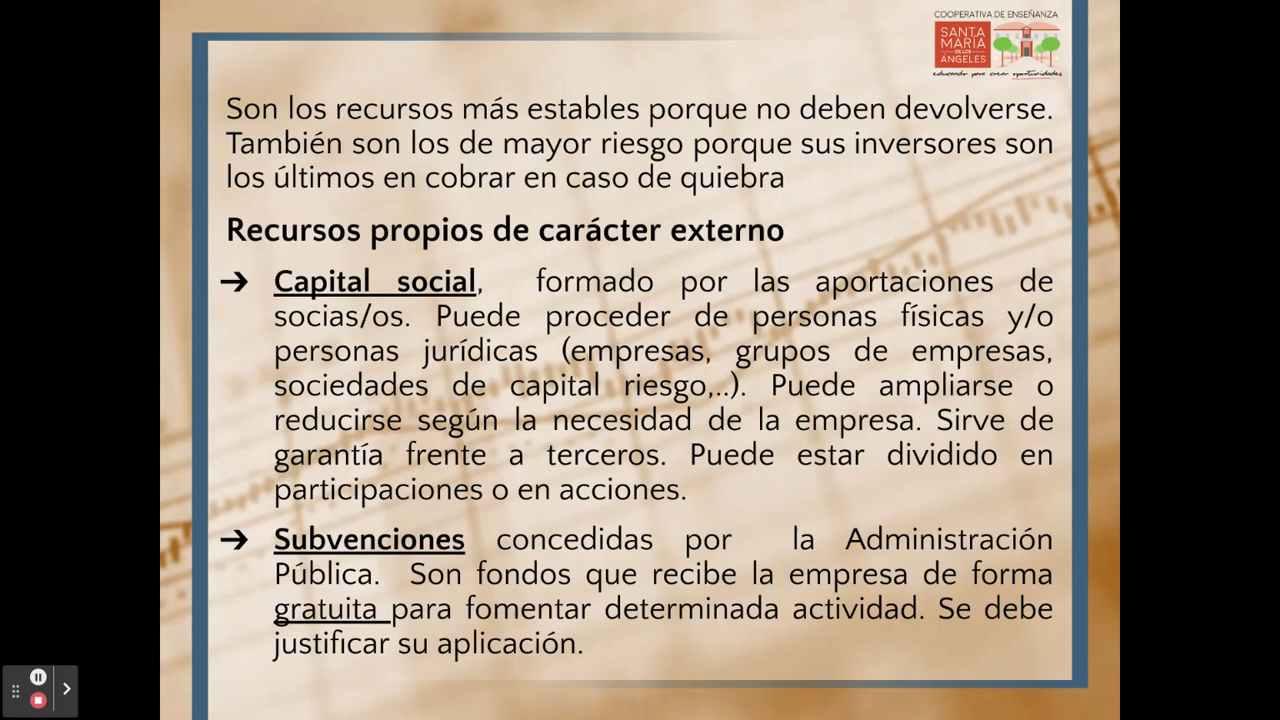 COOPERATIVA DE ENSEÑANZA
SANTA
MARÍA
DE LOS
ÁNGELES
educando para crear oportunidades
Son los recursos más estables porque no deben devolverse.
También son los de mayor riesgo porque sus inversores son
los últimos en cobrar en caso de quiebra
Recursos propios de carácter externo
➔ Capital social, formado por las aportaciones de
socias/os. Puede proceder de personas físicas y/o
personas jurídicas (empresas, grupos de empresas,
sociedades de capital riesgo,..). Puede ampliarse o
reducirse según la necesidad de la empresa. Sirve de
garantía frente a terceros. Puede estar dividido en
participaciones o en acciones.
➔ Subvenciones concedidas por la Administración
Pública. Son fondos que recibe la empresa de forma
gratuita para fomentar determinada actividad. Se debe
justificar su aplicación.